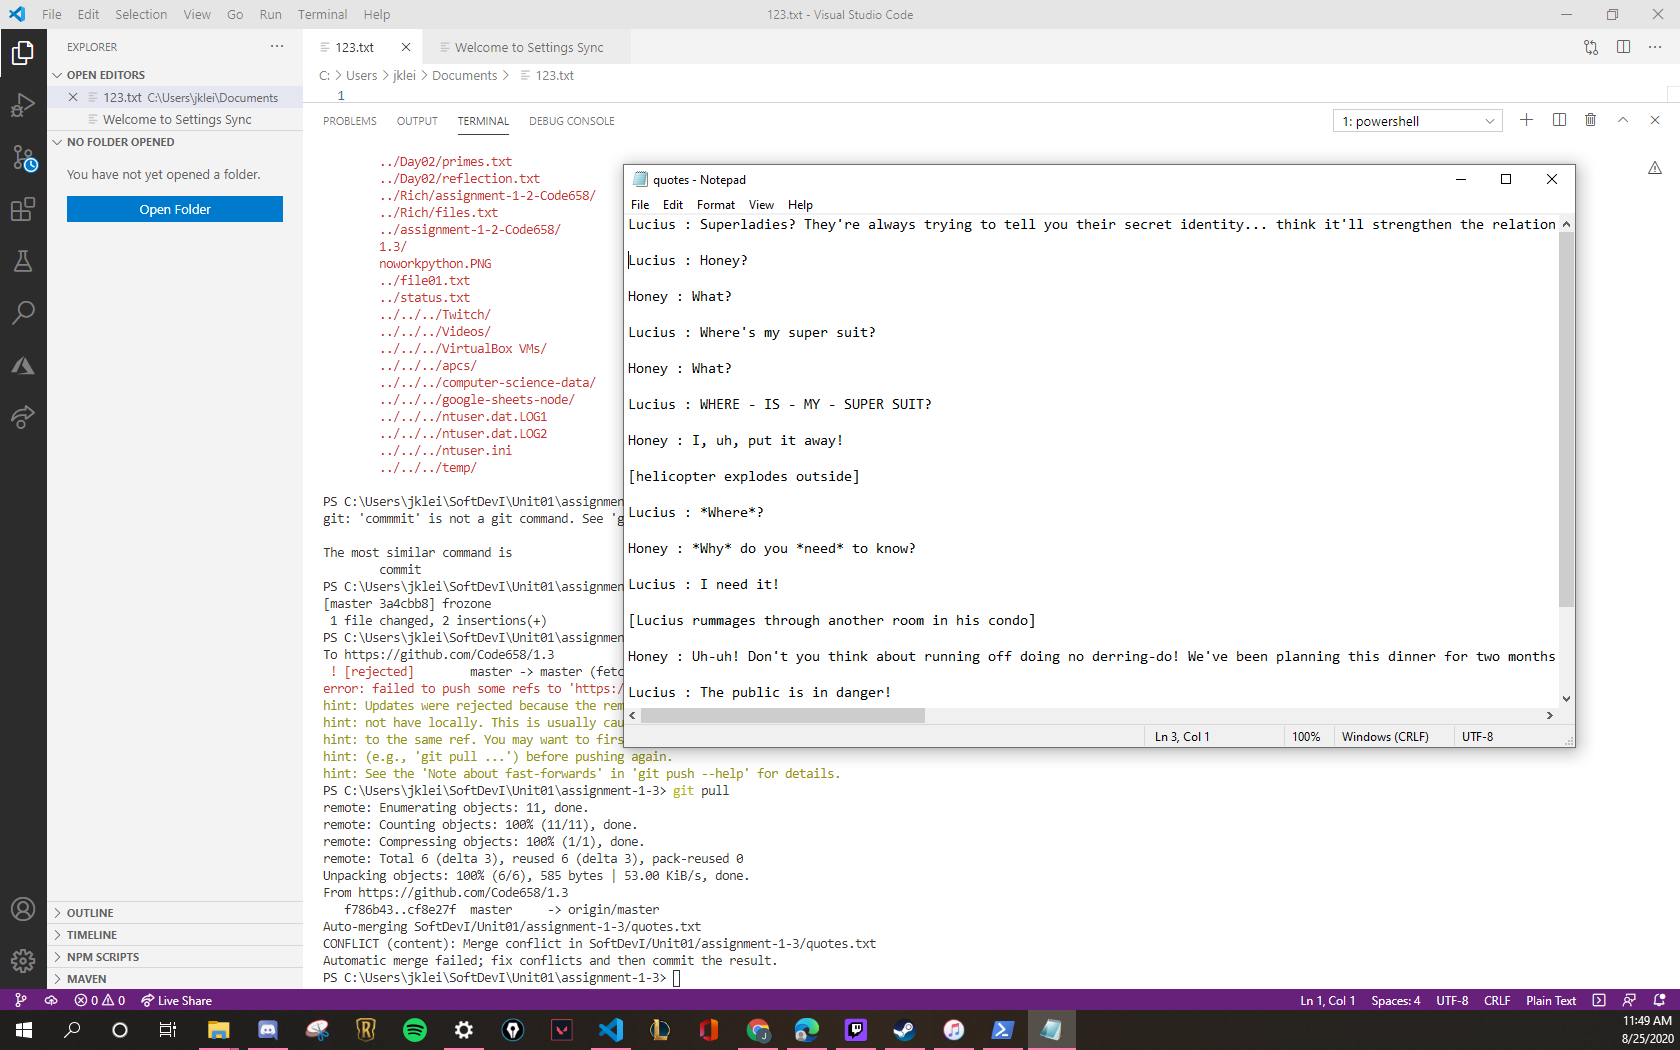 File Edit Selection View Go Run Terminal Help
123.txt - Visual Studio Code
EXPLORER
OPEN EDITORS
123.txt C:\Users\jklei\Documents
Welcome to Settings Sync
NO FOLDER OPENED
You have not yet opened a folder.
Open Folder
OUTLINE
TIMELINE
NPM SCRIPTS
MAVEN
123.txt
Welcome to Settings Sync
C: > Users > jklei > Documents > 123.txt
1
PROBLEMS OUTPUT TERMINAL DEBUG CONSOLE
1: powershell
../Day02/primes.txt
../Day02/reflection.txt
../Rich/assignment-1-2-Code658/
../Rich/files.txt
../assignment-1-2-Code658/
1.3/
noworkpython.PNG
../file01.txt
../status.txt
../../../Twitch/
../../../Videos/
../../../VirtualBox VMs/
../../../apcs/
../../../computer-science-data/
../../../google-sheets-node/
../../../ntuser.dat.LOG1
../../../ntuser.dat.LOG2
../../../ntuser.ini
../../../temp/
PS C:\Users\jklei\SoftDevI\Unit01\assignmen
git: 'commmit' is not a git command. See 'g
The most similar command is
commit
PS C:\Users\jklei\SoftDevI\Unit01\assignmen
[master 3a4cbb8] frozone
1 file changed, 2 insertions(+)
PS C:\Users\jklei\SoftDevI\Unit01\assignmen
To https://github.com/Code658/1.3
! [rejected] master -> master (fetc
error: failed to push some refs to 'https:/
hint: Updates were rejected because the rem
hint: not have locally. This is usually cau
hint: to the same ref. You may want to firs
hint: (e.g., 'git pull ...') before pushing again.
hint: See the 'Note about fast-forwards' in 'git push --help' for details.
PS C:\Users\jklei\SoftDevI\Unit01\assignment-1-3> git pull
remote: Enumerating objects: 11, done.
remote: Counting objects: 100% (11/11), done.
remote: Compressing objects: 100% (1/1), done.
remote: Total 6 (delta 3), reused 6 (delta 3), pack-reused 0
Unpacking objects: 100% (6/6), 585 bytes | 53.00 KiB/s, done.
From https://github.com/Code658/1.3
f786b43..cf8e27f master -> origin/master
Auto-merging SoftDevI/Unit01/assignment-1-3/quotes.txt
CONFLICT (content): Merge conflict in SoftDevI/Unit01/assignment-1-3/quotes.txt
Automatic merge failed; fix conflicts and then commit the result.
PS C:\Users\jklei\SoftDevI\Unit01\assignment-1-3>
quotes - Notepad
File Edit Format View Help
Lucius : Superladies? They're always trying to tell you their secret identity... think it'll strengthen the relation
Lucius : Honey?
Honey : What?
Lucius : Where's my super suit?
Honey : What?
Lucius : WHERE - IS - MY - SUPER SUIT?
Honey : I, uh, put it away!
[helicopter explodes outside]
Lucius : *Where*?
Honey : *Why* do you *need* to know?
Lucius : I need it!
[Lucius rummages through another room in his condo]
Honey : Uh-uh! Don't you think about running off doing no derring-do! We've been planning this dinner for two months
Lucius : The public is in danger!
Ln 3, Col 1 100% Windows (CRLF) UTF-8
0 0 Live Share
Ln 1, Col 1 Spaces: 4 UTF-8 CRLF Plain Text
11:49 AM
8/25/2020